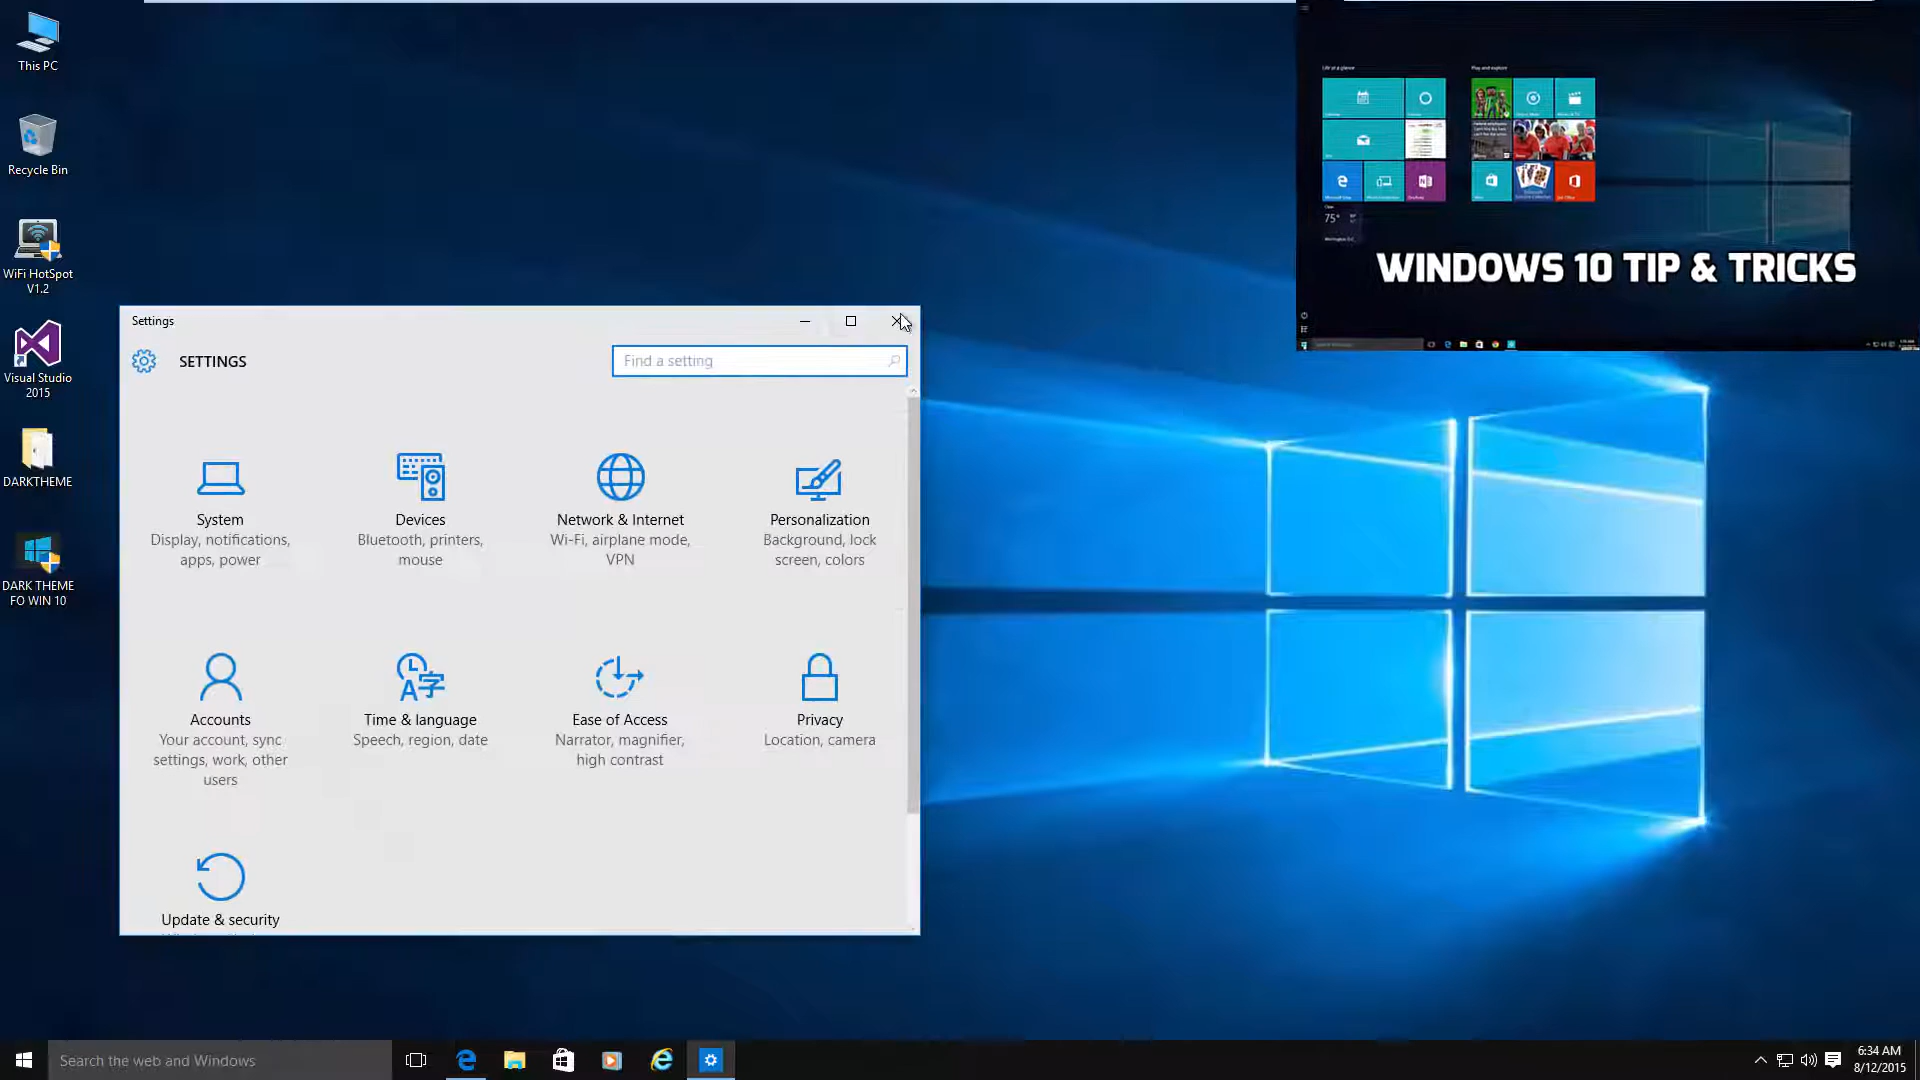 This PC
Recycle Bin
WiFi HotSpot
V1.2
Visual Studio
2015
DARKTHEME
DARK THEME
FO WIN 10
Life at a glance
Play and explore
75°
WINDOWS 10 TIP & TRICKS
Settings
SETTINGS
Find a setting
System
Display, notifications,
apps, power
Devices
Bluetooth, printers,
mouse
Network & Internet
Wi-Fi, airplane mode,
VPN
Personalization
Background, lock
screen, colors
Accounts
Your account, sync
settings, work, other
users
Time & language
Speech, region, date
Ease of Access
Narrator, magnifier,
high contrast
Privacy
Location, camera
Update & security
Search the web and Windows
6:34 AM
8/12/2015